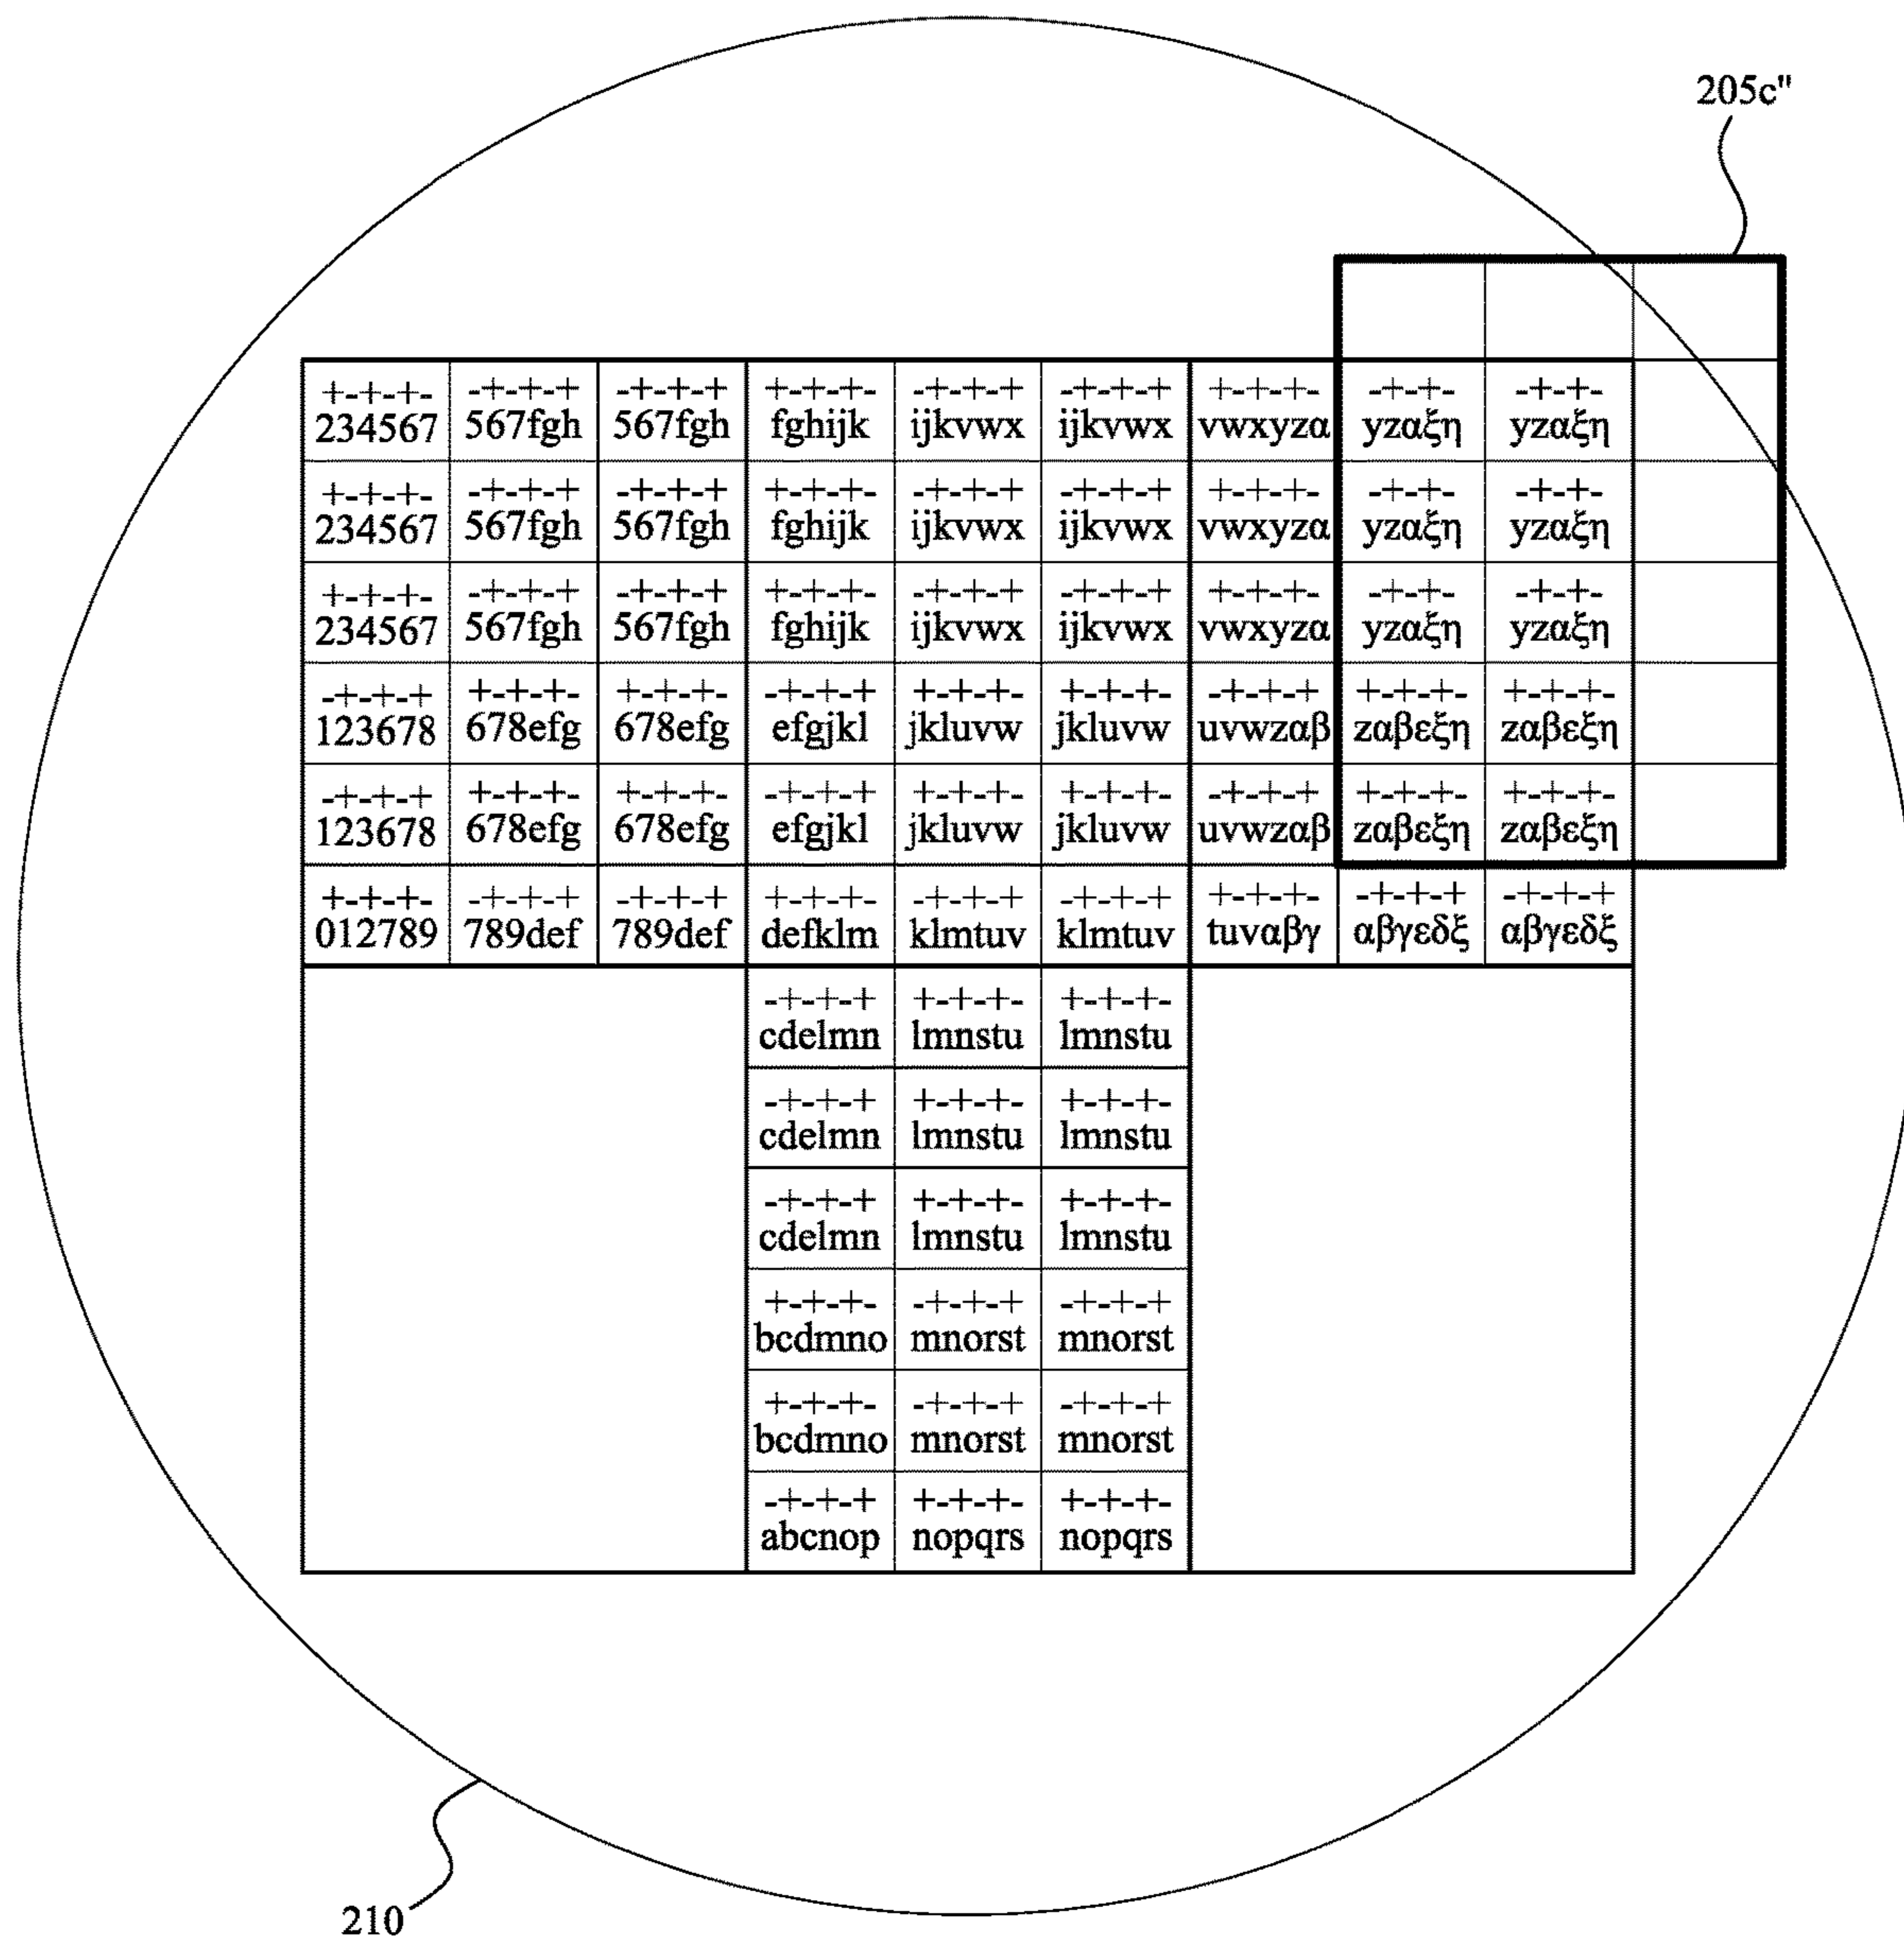 205c"
+-+-+- -+-+-+ -+-+-+ +-+-+- -+-+-+ -+-+-+ +-+-+- -+-+- -+-+-
234567 567fgh 567fgh fghijk ijkvwx ijkvwx vwxyzα yzαξη yzαξη
+-+-+- -+-+-+ -+-+-+ +-+-+- -+-+-+ -+-+-+ +-+-+- -+-+- -+-+-
234567 567fgh 567fgh fghijk ijkvwx ijkvwx vwxyzα yzαξη yzαξη
+-+-+- -+-+-+ -+-+-+ +-+-+- -+-+-+ -+-+-+ +-+-+- -+-+- -+-+-
234567 567fgh 567fgh fghijk ijkvwx ijkvwx vwxyzα yzαξη yzαξη
-+-+-+ +-+-+- +-+-+- -+-+-+ +-+-+- +-+-+- -+-+-+ +-+-+- +-+-+-
123678 678efg 678efg efgjkl jkluvw jkluvw uvwzαβ zαβεξη zαβεξη
-+-+-+ +-+-+- +-+-+- -+-+-+ +-+-+- +-+-+- -+-+-+ +-+-+- +-+-+-
123678 678efg 678efg efgjkl jkluvw jkluvw uvwzαβ zαβεξη zαβεξη
+-+-+- -+-+-+ -+-+-+ +-+-+- -+-+-+ -+-+-+ +-+-+- -+-+-+ -+-+-+
012789 789def 789def defklm klmtuv klmtuv tuvαβγ αβγεδξ αβγεδξ
-+-+-+ +-+-+- +-+-+-
cdelmn lmnstu lmnstu
-+-+-+ +-+-+- +-+-+-
cdelmn lmnstu lmnstu
-+-+-+ +-+-+- +-+-+-
cdelmn lmnstu lmnstu
+-+-+- -+-+-+ -+-+-+
bcdmno mnorst mnorst
+-+-+- -+-+-+ -+-+-+
bcdmno mnorst mnorst
-+-+-+ +-+-+- +-+-+-
abcnop nopqrs nopqrs
210